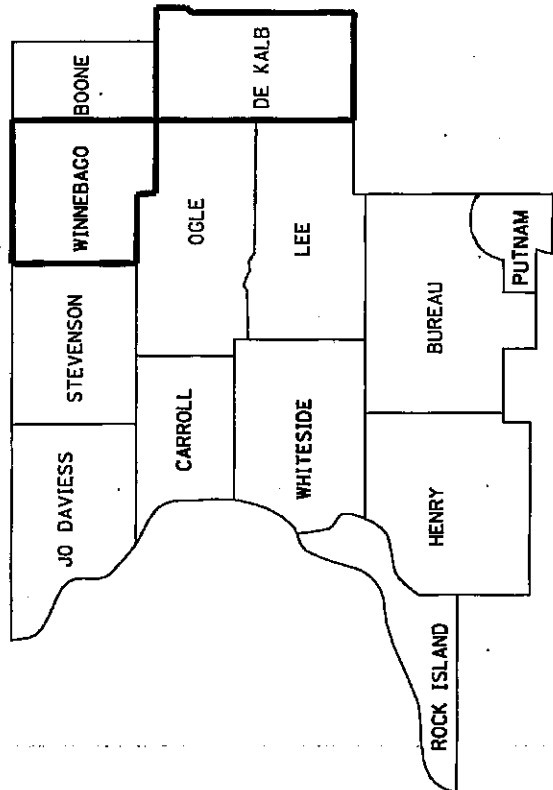 JO DAVIESS
STEVENSON
WINNEBAGO
BOONE
CARROLL
OGLE
DE KALB
WHITESIDE
LEE
ROCK ISLAND
HENRY
BUREAU
PUTNAM